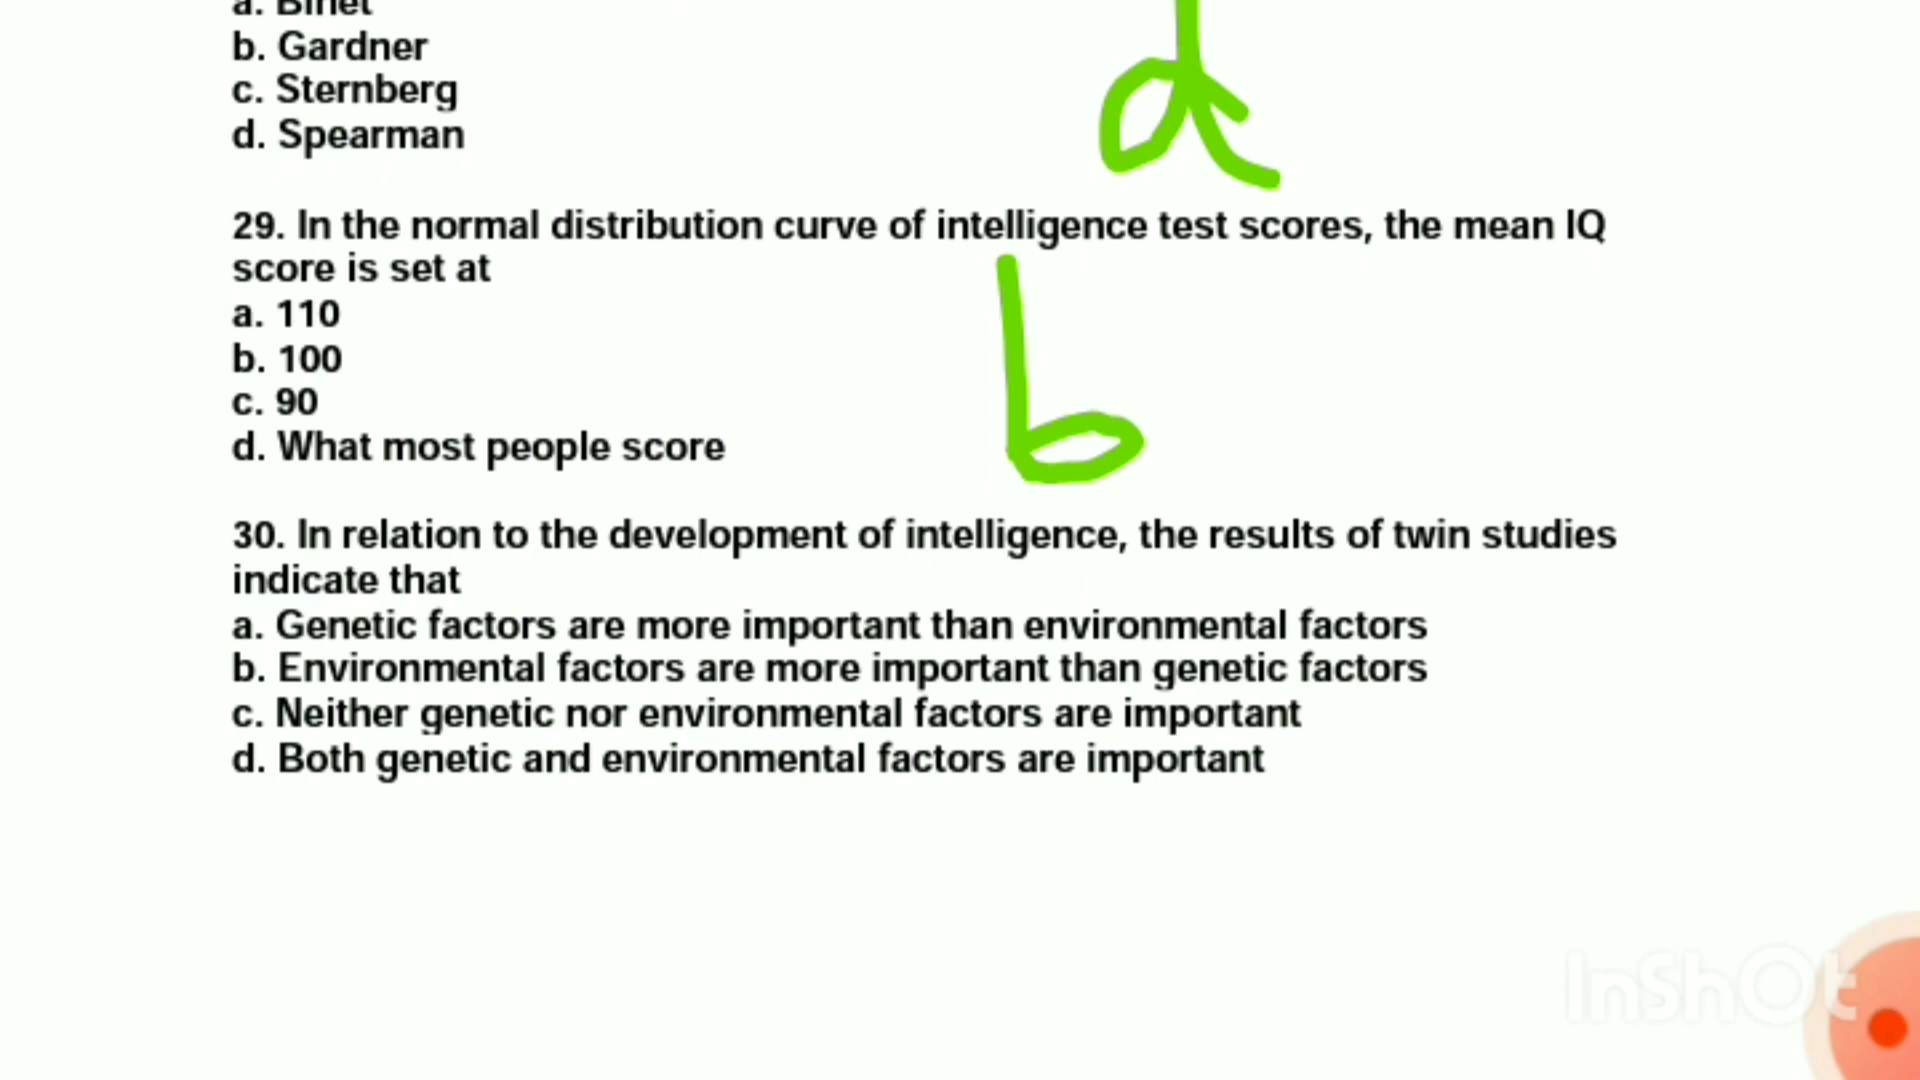 a. Binet
b. Gardner
c. Sternberg
d. Spearman
d
29. In the normal distribution curve of intelligence test scores, the mean IQ
score is set at
a. 110
b. 100
c. 90
d. What most people score
b
30. In relation to the development of intelligence, the results of twin studies
indicate that
a. Genetic factors are more important than environmental factors
b. Environmental factors are more important than genetic factors
c. Neither genetic nor environmental factors are important
d. Both genetic and environmental factors are important
InShOt